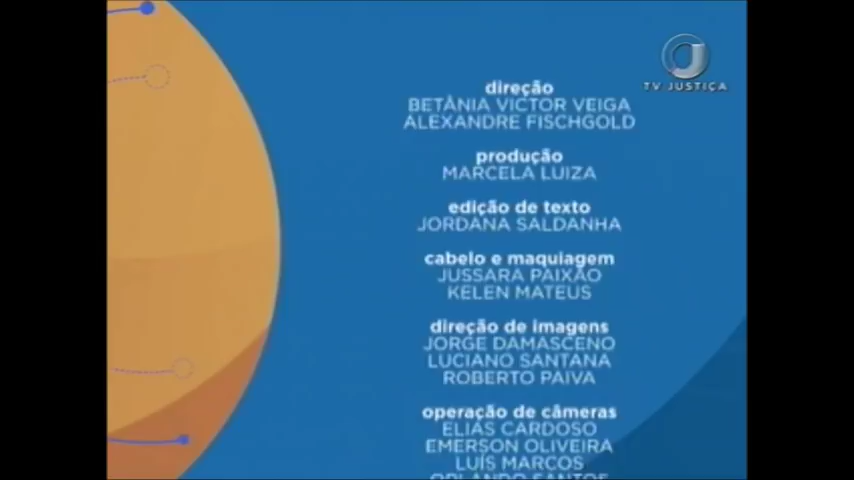 TV JUSTIÇA
direção
BETÂNIA VICTOR VEIGA
ALEXANDRE FISCHGOLD
produção
MARCELA LUIZA
edição de texto
JORDANA SALDANHA
cabelo e maquiagem
JUSSARA PAIXÃO
KELEN MATEUS
direção de imagens
JORGE DAMASCENO
LUCIANO SANTANA
ROBERTO PAIVA
operação de câmeras
ELIAS CARDOSO
EMERSON OLIVEIRA
LUÍS MARCOS
ORLANDO SANTOS